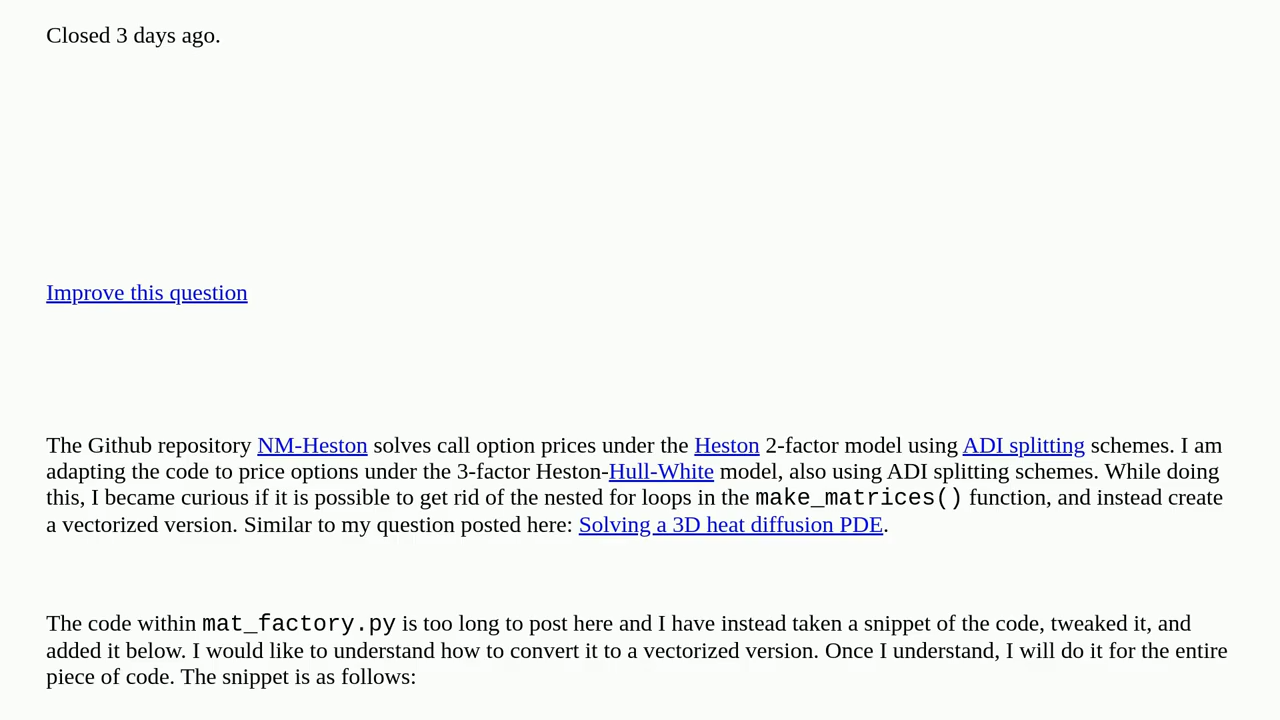 Closed 3 days ago.
Improve this question
The Github repository NM-Heston solves call option prices under the Heston 2-factor model using ADI splitting schemes. I am
adapting the code to price options under the 3-factor Heston-Hull-White model, also using ADI splitting schemes. While doing
this, I became curious if it is possible to get rid of the nested for loops in the make_matrices() function, and instead create
a vectorized version. Similar to my question posted here: Solving a 3D heat diffusion PDE.
The code within mat_factory.py is too long to post here and I have instead taken a snippet of the code, tweaked it, and
added it below. I would like to understand how to convert it to a vectorized version. Once I understand, I will do it for the entire
piece of code. The snippet is as follows: